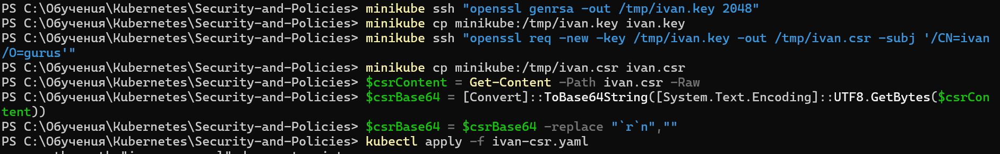 PS C:\Обучения\Kubernetes\Security-and-Policies> minikube ssh "openssl genrsa -out /tmp/ivan.key 2048"
PS C:\Обучения\Kubernetes\Security-and-Policies> minikube cp minikube:/tmp/ivan.key ivan.key
PS C:\Обучения\Kubernetes\Security-and-Policies> minikube ssh "openssl req -new -key /tmp/ivan.key -out /tmp/ivan.csr -subj '/CN=ivan
/O=gurus'"
PS C:\Обучения\Kubernetes\Security-and-Policies> minikube cp minikube:/tmp/ivan.csr ivan.csr
PS C:\Обучения\Kubernetes\Security-and-Policies> $csrContent = Get-Content -Path ivan.csr -Raw
PS C:\Обучения\Kubernetes\Security-and-Policies> $csrBase64 = [Convert]::ToBase64String([System.Text.Encoding]::UTF8.GetBytes($csrCon
tent))
PS C:\Обучения\Kubernetes\Security-and-Policies> $csrBase64 = $csrBase64 -replace "`r`n",""
PS C:\Обучения\Kubernetes\Security-and-Policies> kubectl apply -f ivan-csr.yaml